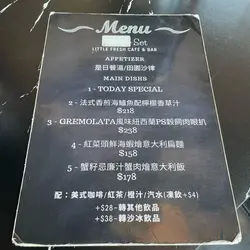 Menu
Set
LITTLE FRESH CAFE & BAR
APPETIZER
是日餐湯/田園沙律
MAIN DISHS
1 - TODAY SPECIAL
2 - 法式香煎海鱸魚配檸檬香草汁
$218
3 - GREMOLATA風味紐西蘭PS穀飼肉眼扒
$238
4 - 紅菜頭鮮海蝦燴意大利扁麵
$158
5 - 蟹籽忌廉汁蟹肉燴意大利飯
$178
配：美式咖啡/紅茶/橙汁/汽水(凍飲+$4)
+$28-轉其他飲品
+$38-轉沙冰飲品